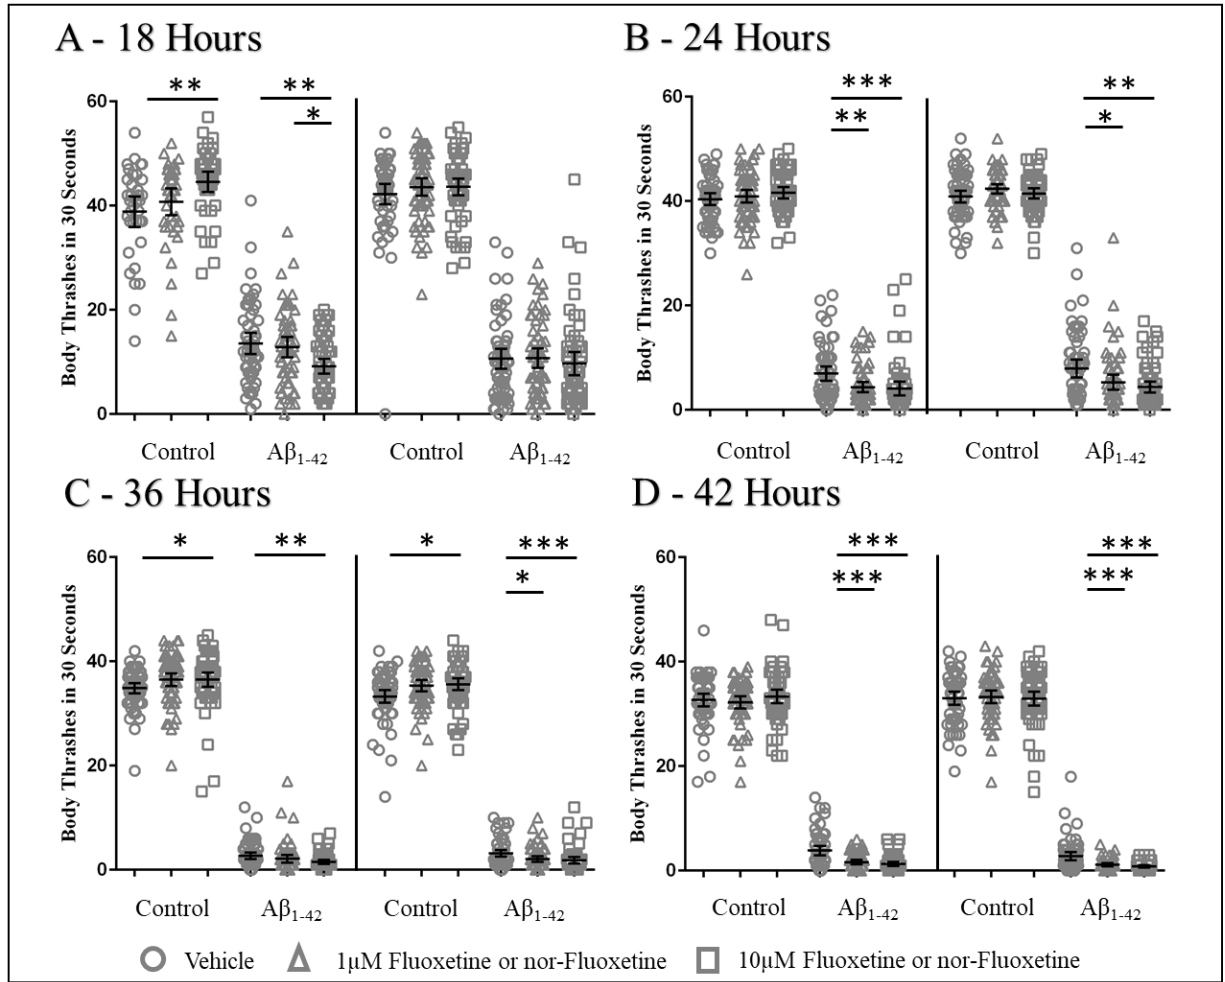 A - 18 Hours
**
**
*
60
40
20
0
Body Thrashes in 30 Seconds
Control
Aβ1-42
Control
Aβ1-42
B - 24 Hours
***
**
**
*
60
40
20
0
Body Thrashes in 30 Seconds
Control
Aβ1-42
Control
Aβ1-42
C - 36 Hours
*
**
*
***
*
60
40
20
0
Body Thrashes in 30 Seconds
Control
Aβ1-42
Control
Aβ1-42
D - 42 Hours
***
***
***
***
60
40
20
0
Body Thrashes in 30 Seconds
Control
Aβ1-42
Control
Aβ1-42
Vehicle
1µM Fluoxetine or nor-Fluoxetine
10µM Fluoxetine or nor-Fluoxetine